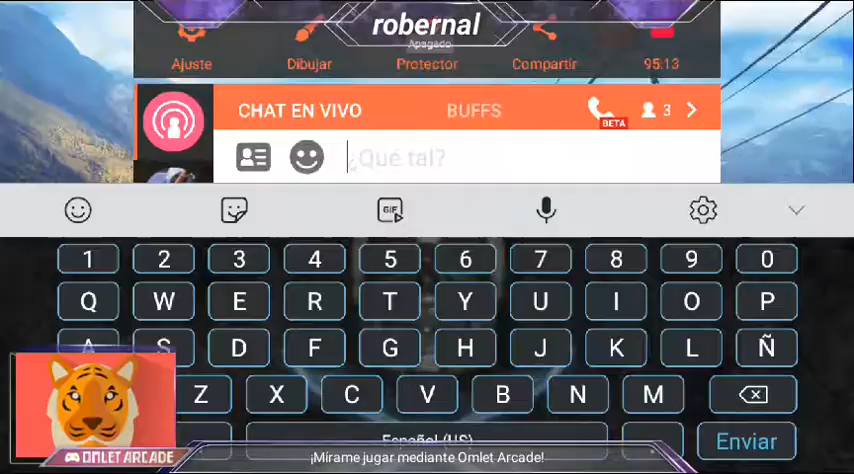 robernal
Apagado
Ajuste
Dibujar
Protector
Compartir
95:13
CHAT EN VIVO
BUFFS
BETA
3
¿Qué tal?
GIF
1 2 3 4 5 6 7 8 9 0
Q W E R T Y U I O P
A S D F G H J K L Ñ
Z X C V B N M
Español (US)
Enviar
OMLET ARCADE
¡Mírame jugar mediante Omlet Arcade!